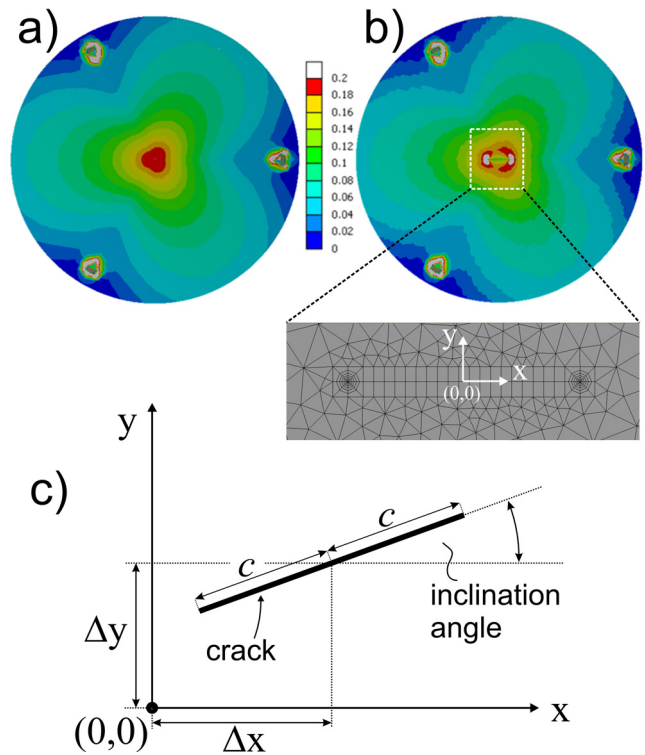 a)
b)
0.2
0.18
0.16
0.14
0.12
0.1
0.08
0.06
0.04
0.02
0
y
x
(0,0)
c)
y
c
c
Δy
crack
inclination
angle
(0,0)
Δx
x